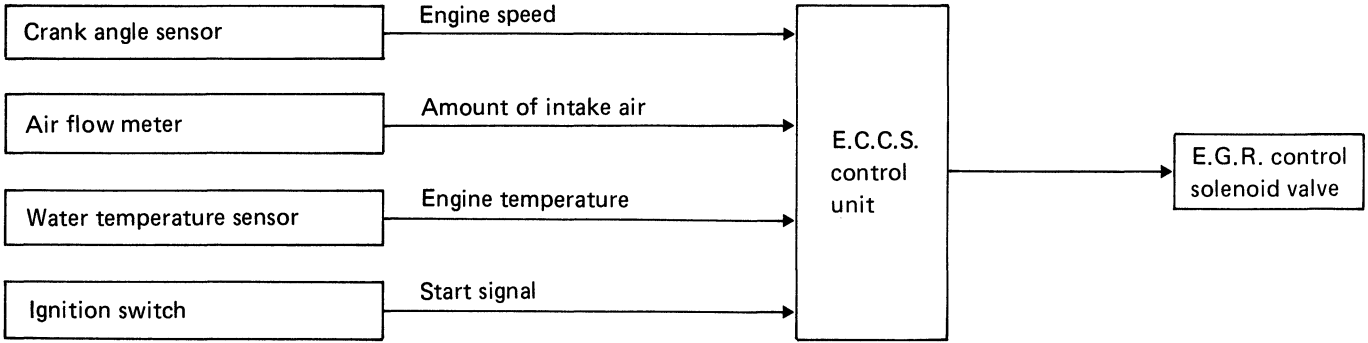 Crank angle sensor
Engine speed
Air flow meter
Amount of intake air
Water temperature sensor
Engine temperature
Ignition switch
Start signal
E.C.C.S.
control
unit
E.G.R. control
solenoid valve